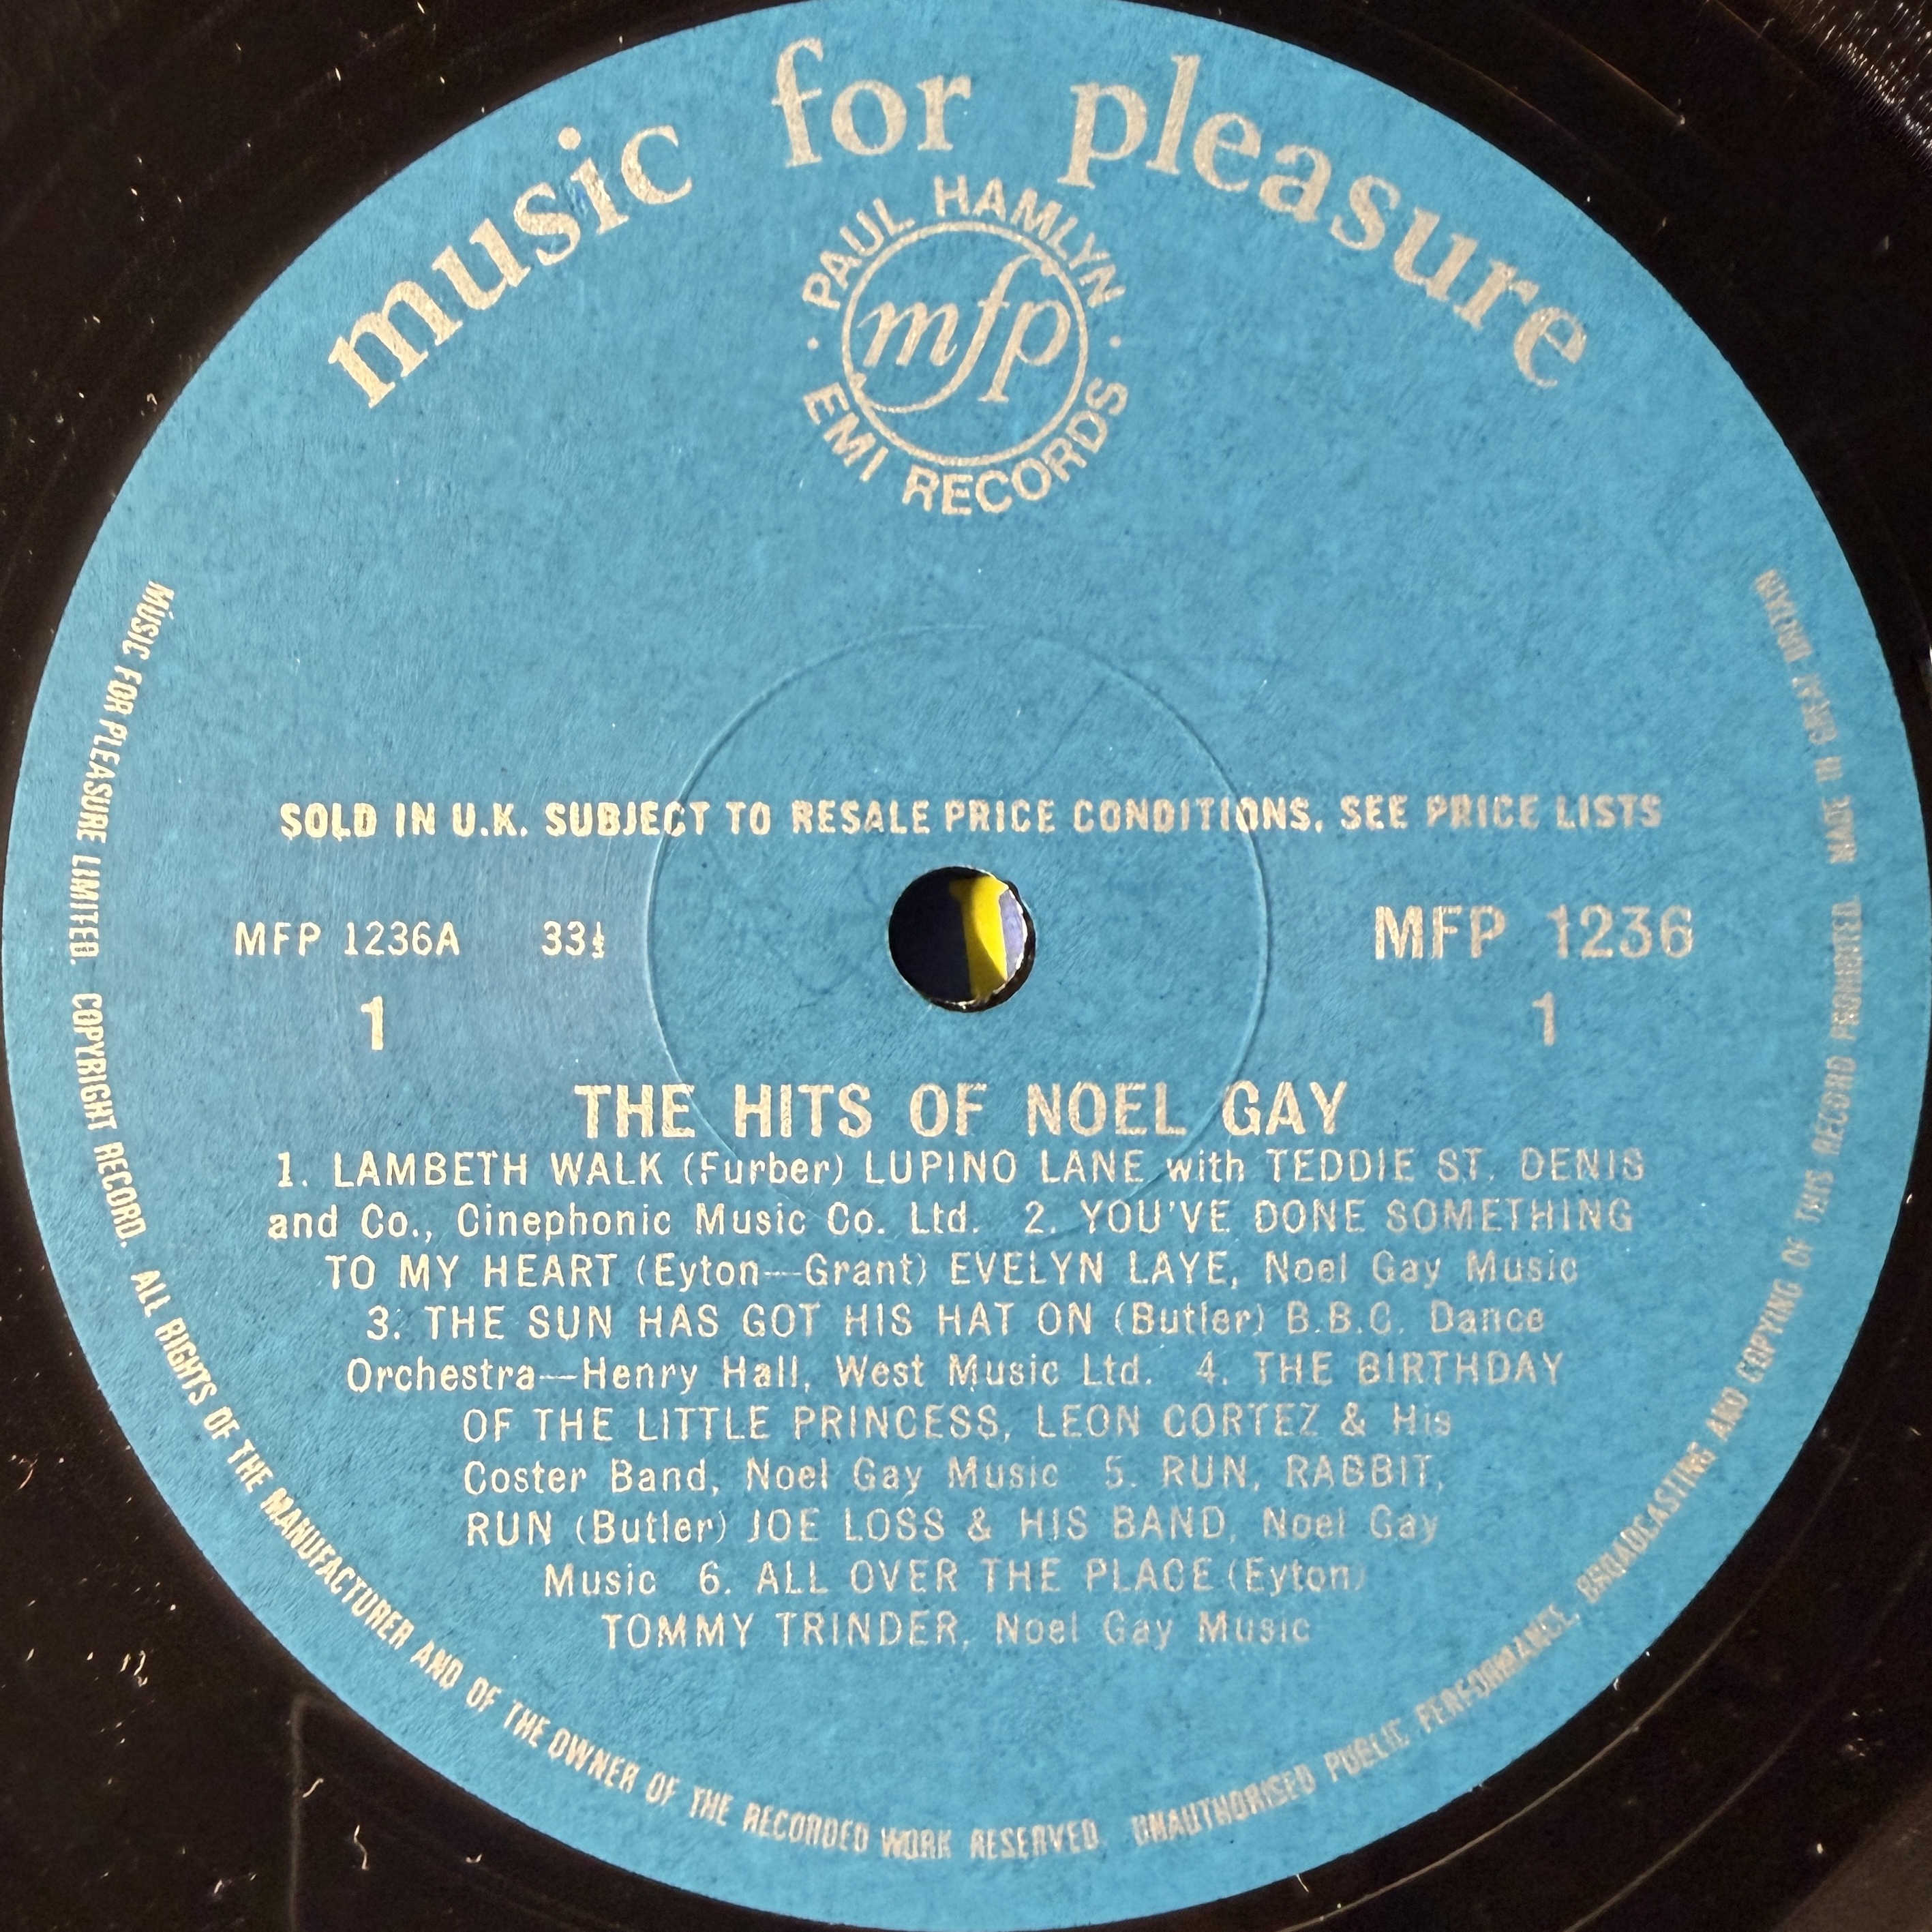 music for pleasure
PAUL HAMLYN
mfp
EMI RECORDS
SOLD IN U.K. SUBJECT TO RESALE PRICE CONDITIONS, SEE PRICE LISTS
MFP 1236A 33⅓ MFP 1236
1 1
THE HITS OF NOEL GAY
1. LAMBETH WALK (Furber) LUPINO LANE with TEDDIE ST. DENIS
and Co., Cinephonic Music Co. Ltd. 2. YOU'VE DONE SOMETHING
TO MY HEART (Eyton—Grant) EVELYN LAYE, Noel Gay Music
3. THE SUN HAS GOT HIS HAT ON (Butler) B.B.C. Dance
Orchestra—Henry Hall, West Music Ltd. 4. THE BIRTHDAY
OF THE LITTLE PRINCESS, LEON CORTEZ & His
Coster Band, Noel Gay Music 5. RUN, RABBIT,
RUN (Butler) JOE LOSS & HIS BAND, Noel Gay
Music 6. ALL OVER THE PLACE (Eyton)
TOMMY TRINDER, Noel Gay Music
MUSIC FOR PLEASURE LIMITED. COPYRIGHT RECORD. ALL RIGHTS OF THE MANUFACTURER AND OF THE OWNER OF THE RECORDED WORK RESERVED. UNAUTHORISED PUBLIC PERFORMANCE, BROADCASTING AND COPYING OF THIS RECORD PROHIBITED. MADE IN GREAT BRITAIN